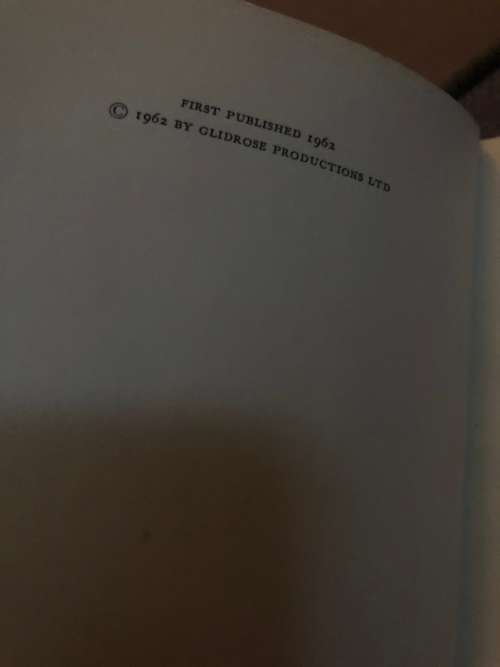 FIRST PUBLISHED 1962
© 1962 BY GLIDROSE PRODUCTIONS LTD